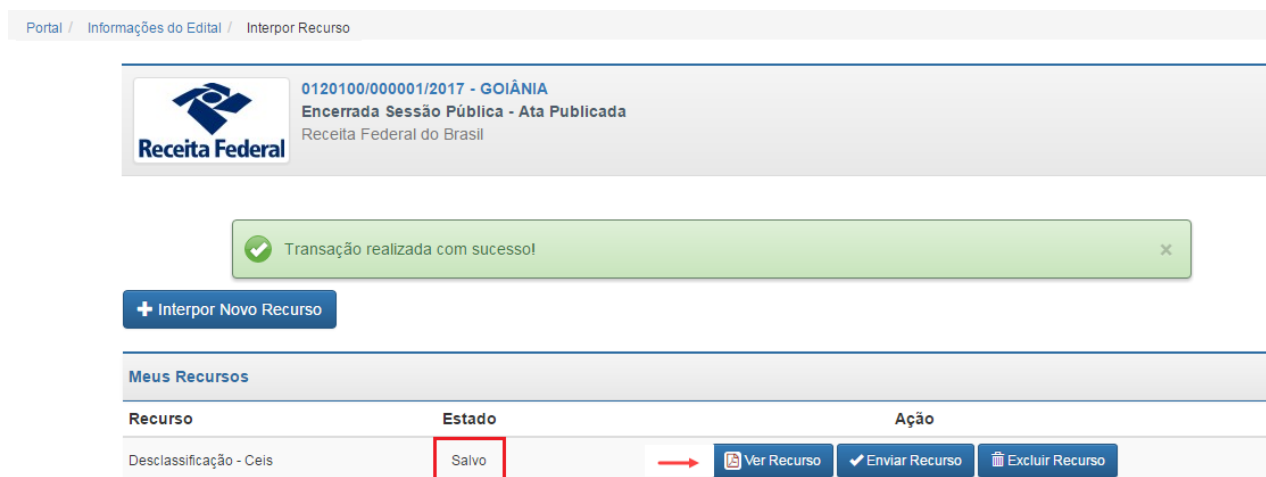 Portal / Informações do Edital / Interpor Recurso
0120100/000001/2017 - GOIÂNIA
Encerrada Sessão Pública - Ata Publicada
Receita Federal do Brasil
Receita Federal
Transação realizada com sucesso! ×
+ Interpor Novo Recurso
Meus Recursos
Recurso Estado Ação
Desclassificação - Ceis Salvo Ver Recurso Enviar Recurso Excluir Recurso